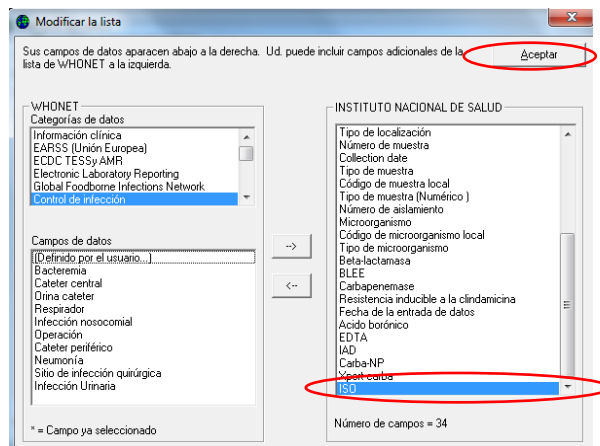 Modificar la lista
Sus campos de datos aparacen abajo a la derecha. Ud. puede incluir campos adicionales de la
lista de WHONET a la izquierda.
Aceptar
WHONET
Categorías de datos
Información clínica
EARSS (Unión Europea)
ECDC TESSy AMR
Electronic Laboratory Reporting
Global Foodborne Infections Network
Control de infección
Campos de datos
(Definido por el usuario...)
Bacteremia
Cateter central
Orina cateter
Respirador
Infección nosocomial
Operación
Cateter periférico
Neumonía
Sitio de infección quirúrgica
Infección Urinaria
* = Campo ya seleccionado
-->
<--
INSTITUTO NACIONAL DE SALUD
Tipo de localización
Número de muestra
Collection date
Tipo de muestra
Código de muestra local
Tipo de muestra (Numérico )
Número de aislamiento
Microorganismo
Código de microorganismo local
Tipo de microorganismo
Beta-lactamasa
BLEE
Carbapenemase
Resistencia inducible a la clindamicina
Fecha de la entrada de datos
Acido borónico
EDTA
IAD
Carba-NP
Xpert carba
ISO
Número de campos = 34